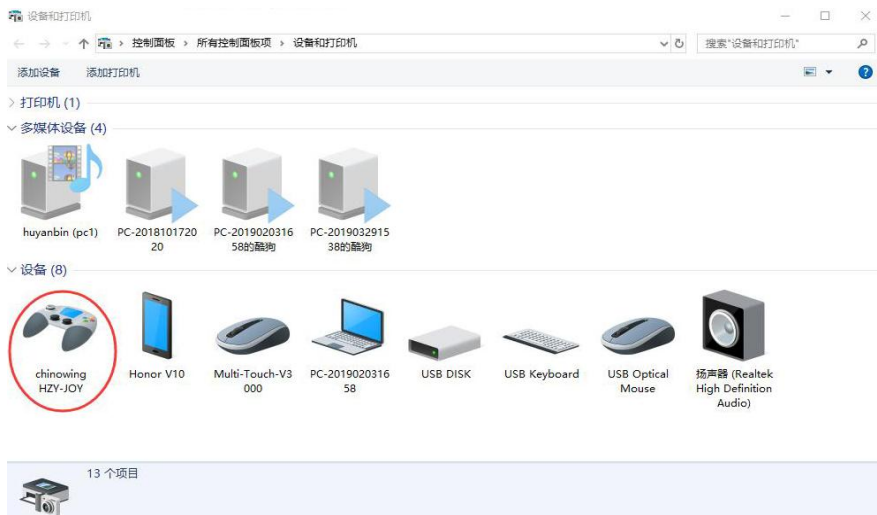 设备和打印机
控制面板 › 所有控制面板项 › 设备和打印机
搜索"设备和打印机"
添加设备 添加打印机
打印机 (1)
多媒体设备 (4)
huyanbin (pc1)
PC-2018101720
20
PC-2019020316
58的酷狗
PC-2019032915
38的酷狗
设备 (8)
chinowing
HZY-JOY
Honor V10
Multi-Touch-V3
000
PC-2019020316
58
USB DISK
USB Keyboard
USB Optical
Mouse
扬声器 (Realtek
High Definition
Audio)
13 个项目